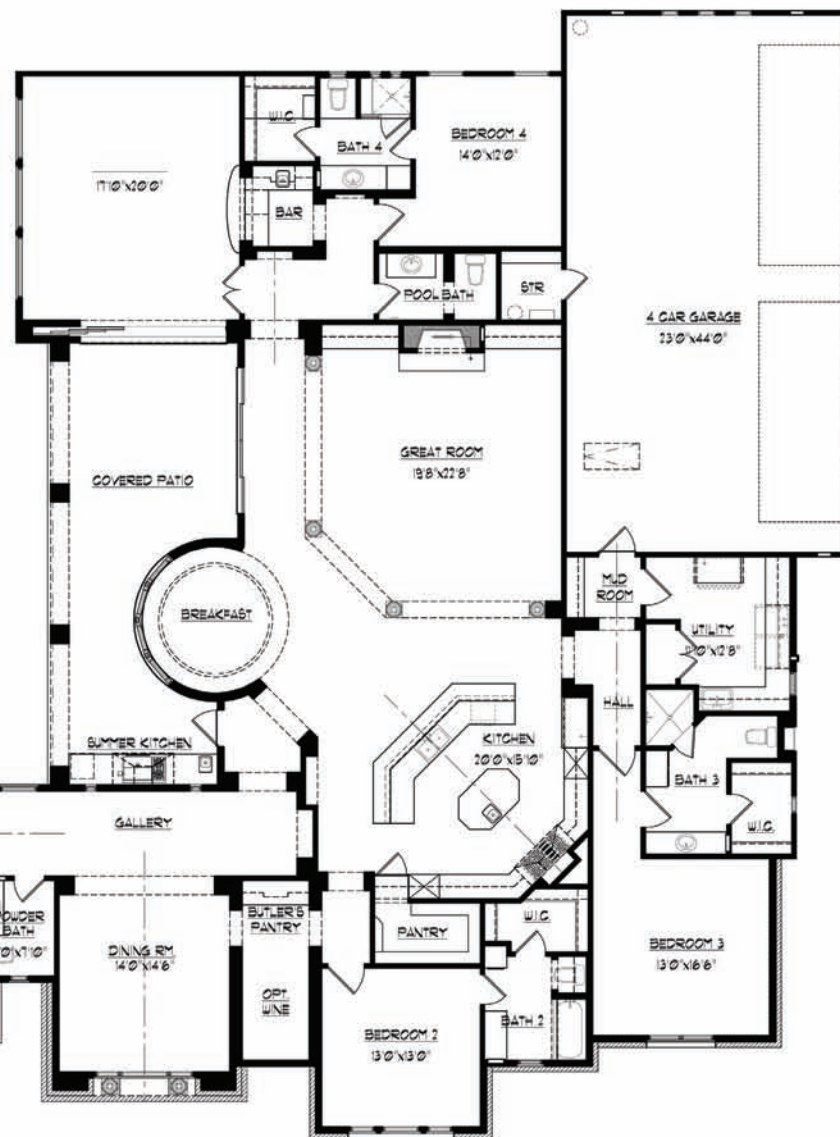 W.I.C.
BATH 4
BEDROOM 4
14'0"x12'0"
17'10"x20'0"
BAR
POOL BATH
STR
4 CAR GARAGE
23'0"x44'0"
GREAT ROOM
19'8"x22'8"
COVERED PATIO
BREAKFAST
MUD
ROOM
UTILITY
HALL
SUMMER KITCHEN
KITCHEN
20'0"x15'10"
BATH 3
W.I.C.
GALLERY
BUTLER'S
PANTRY
PANTRY
W.I.C.
BATH
DINING RM
14'0"x14'6"
BEDROOM 3
13'0"x16'6"
OPT
WINE
BATH 2
BEDROOM 2
13'0"x13'0"